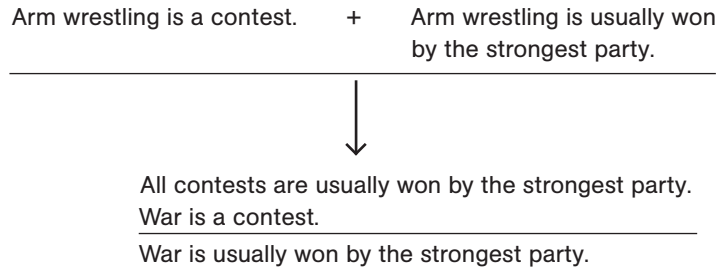 Arm wrestling is a contest. + Arm wrestling is usually won
by the strongest party.
All contests are usually won by the strongest party.
War is a contest.
War is usually won by the strongest party.